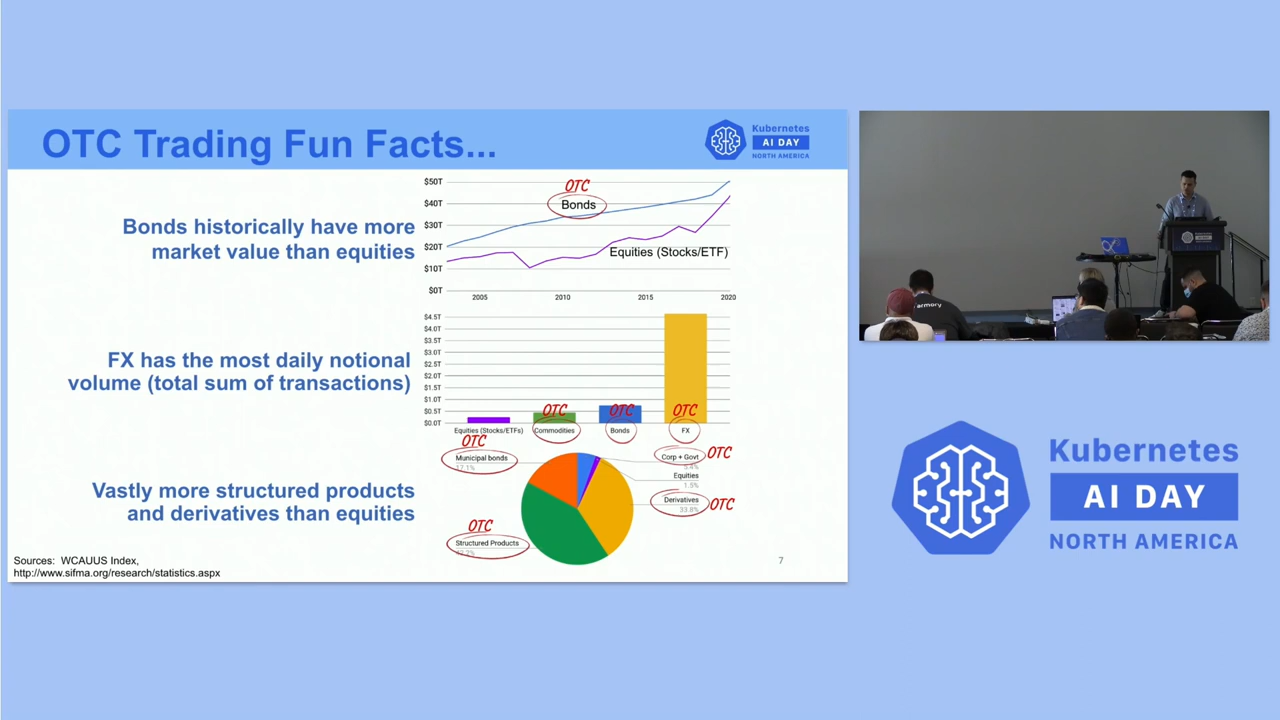 OTC Trading Fun Facts...
Kubernetes
AI DAY
NORTH AMERICA
Bonds historically have more
market value than equities
$50T
$40T
$30T
$20T
$10T
$0T
OTC
Bonds
Equities (Stocks/ETF)
2005
2010
2015
2020
FX has the most daily notional
volume (total sum of transactions)
$4.5T
$4.0T
$3.5T
$3.0T
$2.5T
$2.0T
$1.5T
$1.0T
$0.5T
$0.0T
OTC
OTC
OTC
Equities (Stocks/ETFs)
Commodities
Bonds
FX
Vastly more structured products
and derivatives than equities
OTC
Municipal bonds
17.1%
OTC
Structured Products
Corp + Govt
OTC
5.4%
Equities
1.5%
Derivatives
OTC
33.8%
Sources: WCAUUS Index,
http://www.sifma.org/research/statistics.aspx
7
armory
Kubernetes
AI DAY
NORTH AMERICA